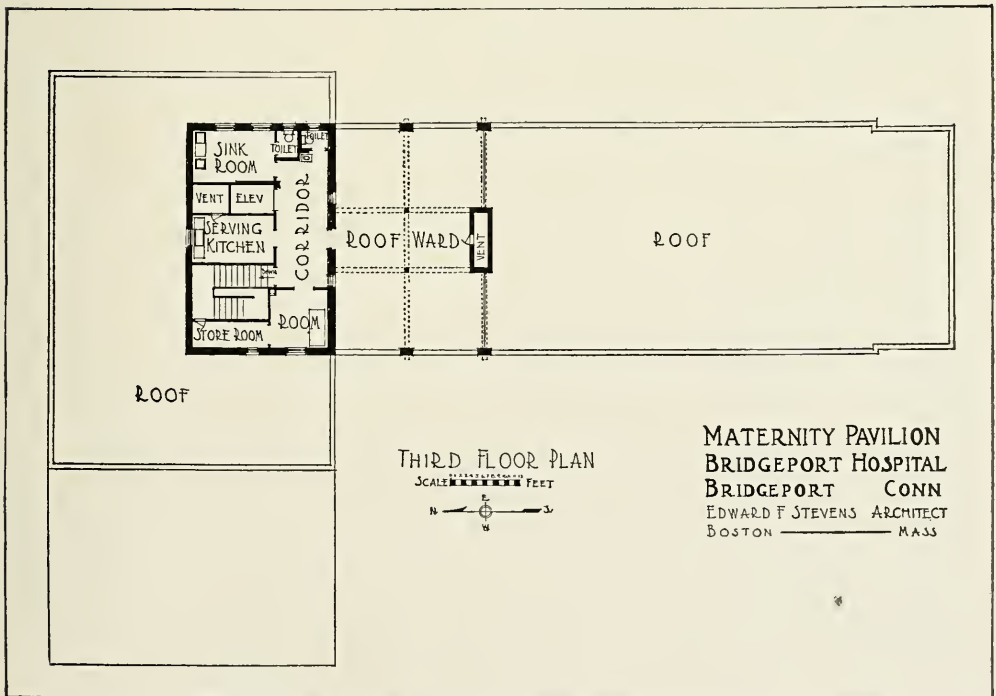 SINK
ROOM
TOILET
TOILET
VENT
ELEV
SERVING
KITCHEN
CORRIDOR
DOWN
STORE ROOM
ROOM
ROOF WARD
VENT
ROOF
ROOF
THIRD FLOOR PLAN
SCALE FEET
E
N S
W
MATERNITY PAVILION
BRIDGEPORT HOSPITAL
BRIDGEPORT CONN
EDWARD F STEVENS ARCHITECT
BOSTON MASS